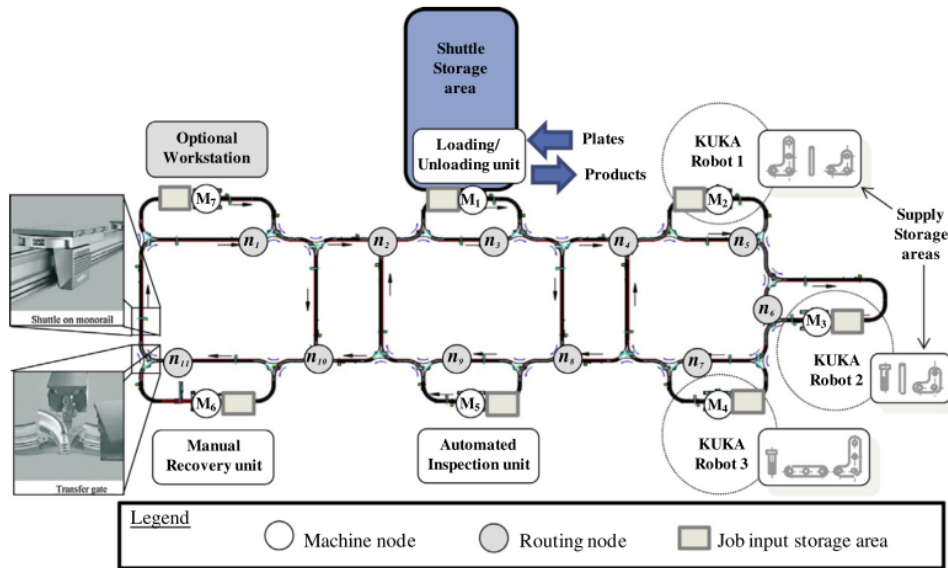 Shuttle
Storage
area
Optional
Workstation
Loading/
Unloading unit
Plates
Products
KUKA
Robot 1
M7
M1
M2
Supply
Storage
areas
n1
n2
n3
n4
n5
Shuttle on monorail
n6
M3
n11
n10
n9
n8
n7
KUKA
Robot 2
M6
M5
M4
Manual
Recovery unit
Automated
Inspection unit
KUKA
Robot 3
Transfer gate
Legend
Machine node
Routing node
Job input storage area